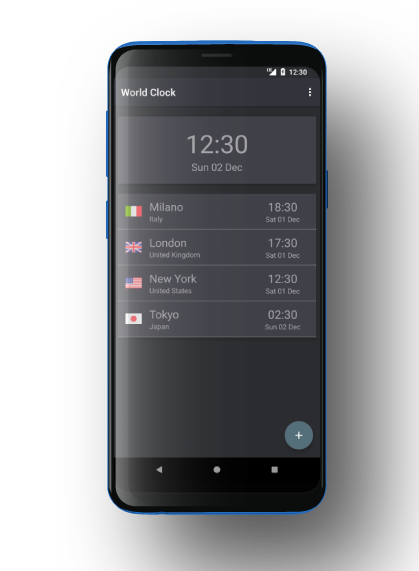 LTE 12:30
World Clock
12:30
Sun 02 Dec
Milano 18:30
Italy Sat 01 Dec
London 17:30
United Kingdom Sat 01 Dec
New York 12:30
United States Sat 01 Dec
Tokyo 02:30
Japan Sun 02 Dec
+